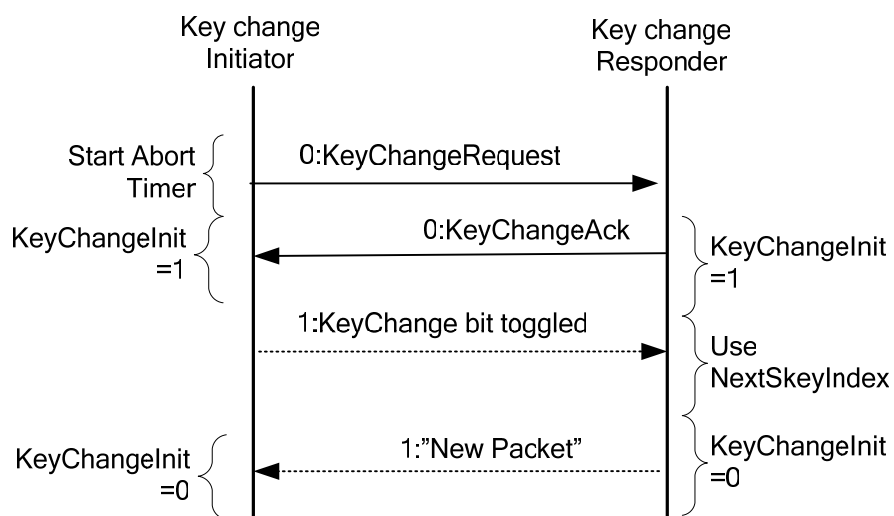 Key change
Initiator
Key change
Responder
Start Abort
Timer
0:KeyChangeRequest
KeyChangeInit
=1
0:KeyChangeAck
KeyChangeInit
=1
1:KeyChange bit toggled
Use
NextSkeyIndex
KeyChangeInit
=0
1:”New Packet”
KeyChangeInit
=0